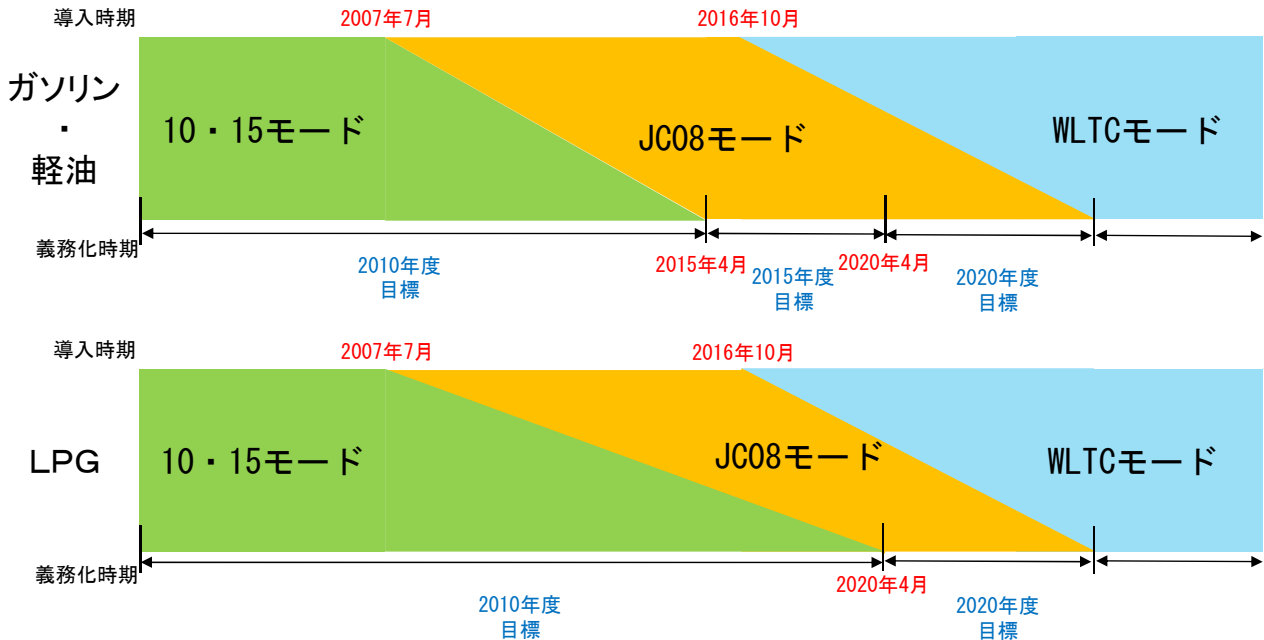 導入時期
2007年7月
2016年10月
ガソリン
・
軽油
10・15モード
JC08モード
WLTCモード
義務化時期
2010年度
目標
2015年4月
2015年度
目標
2020年4月
2020年度
目標
導入時期
2007年7月
2016年10月
LPG
10・15モード
JC08モード
WLTCモード
義務化時期
2010年度
目標
2020年4月
2020年度
目標